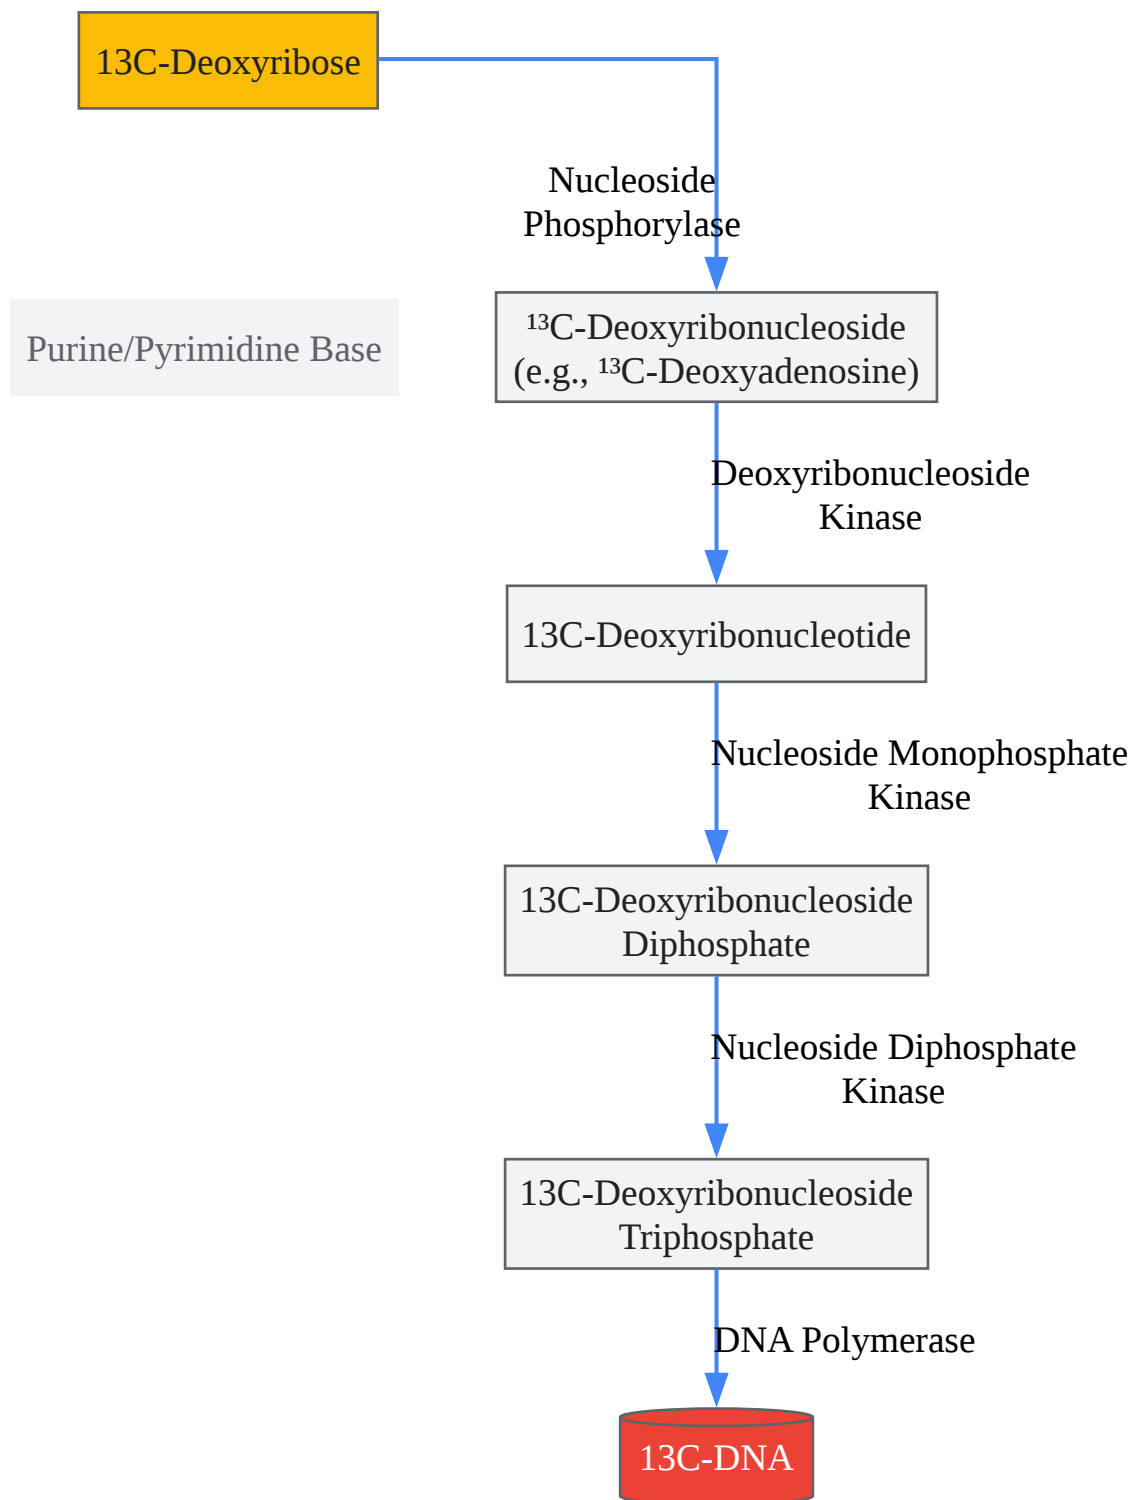 13C-Deoxyribose
Nucleoside
Phosphorylase
Purine/Pyrimidine Base
¹³C-Deoxyribonucleoside
(e.g., ¹³C-Deoxyadenosine)
Deoxyribonucleoside
Kinase
13C-Deoxyribonucleotide
Nucleoside Monophosphate
Kinase
13C-Deoxyribonucleoside
Diphosphate
Nucleoside Diphosphate
Kinase
13C-Deoxyribonucleoside
Triphosphate
DNA Polymerase
13C-DNA